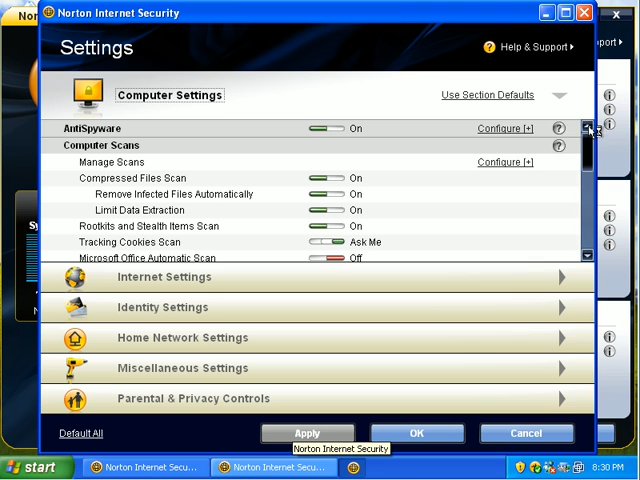 Nor
Norton Internet Security
Settings
Help & Support
port
Computer Settings
Use Section Defaults
AntiSpyware On Configure [+]
Computer Scans
Manage Scans Configure [+]
Compressed Files Scan On
Remove Infected Files Automatically On
Limit Data Extraction On
Rootkits and Stealth Items Scan On
Tracking Cookies Scan Ask Me
Microsoft Office Automatic Scan Off
Internet Settings
Identity Settings
Home Network Settings
Miscellaneous Settings
Parental & Privacy Controls
Default All Apply OK Cancel
Norton Internet Security
start Norton Internet Secu... Norton Internet Secu... 8:30 PM